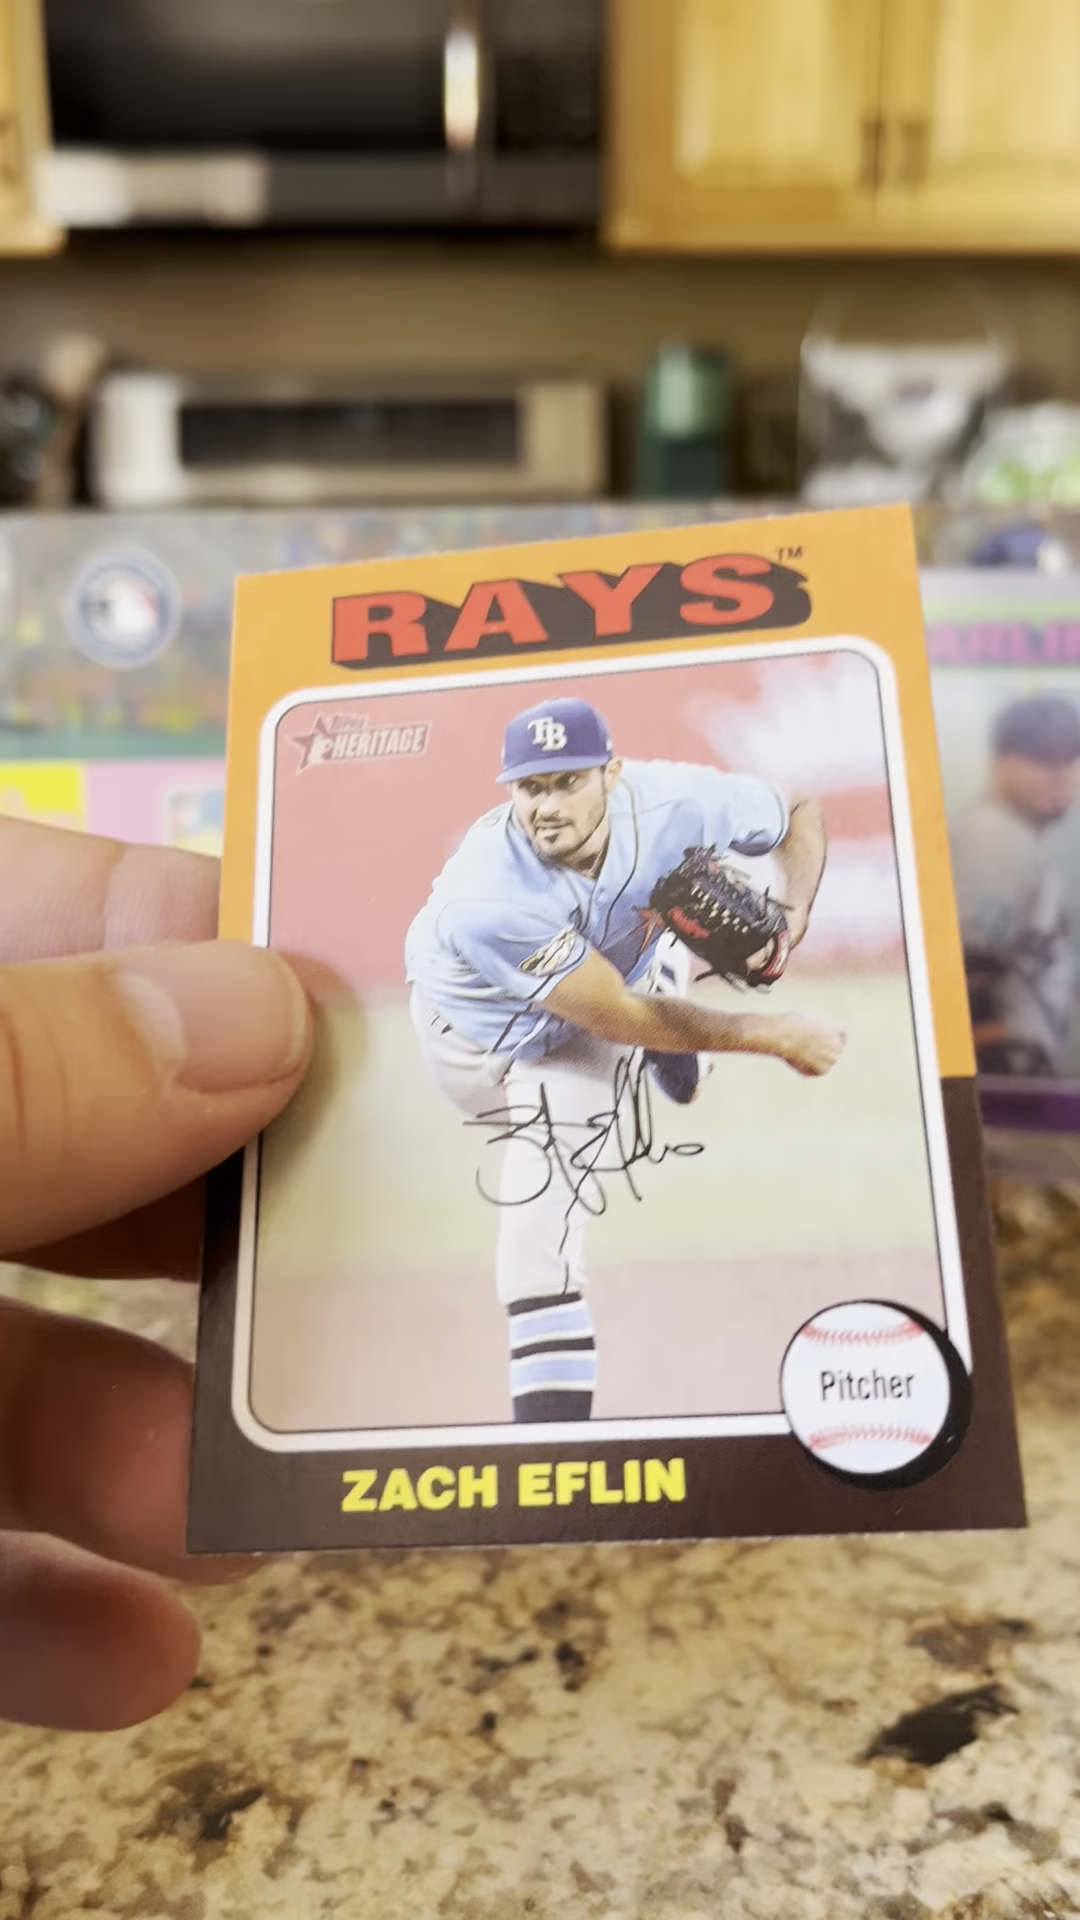 RAYS™
TOPPS
HERITAGE
TB
Pitcher
ZACH EFLIN